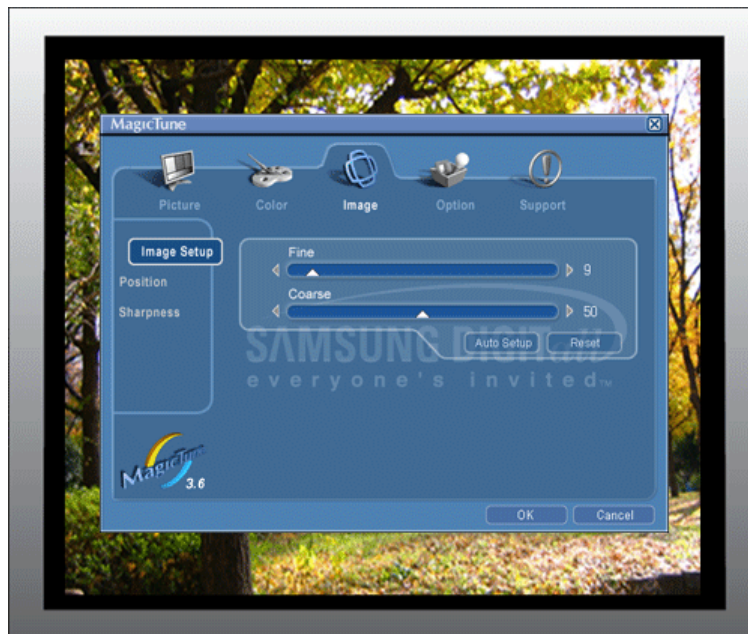 MagicTune
Picture
Color
Image
Option
Support
Image Setup
Position
Sharpness
Fine
9
Coarse
50
Auto Setup
Reset
SAMSUNG DIGITall
everyone's invited™
MagicTune
3.6
OK
Cancel